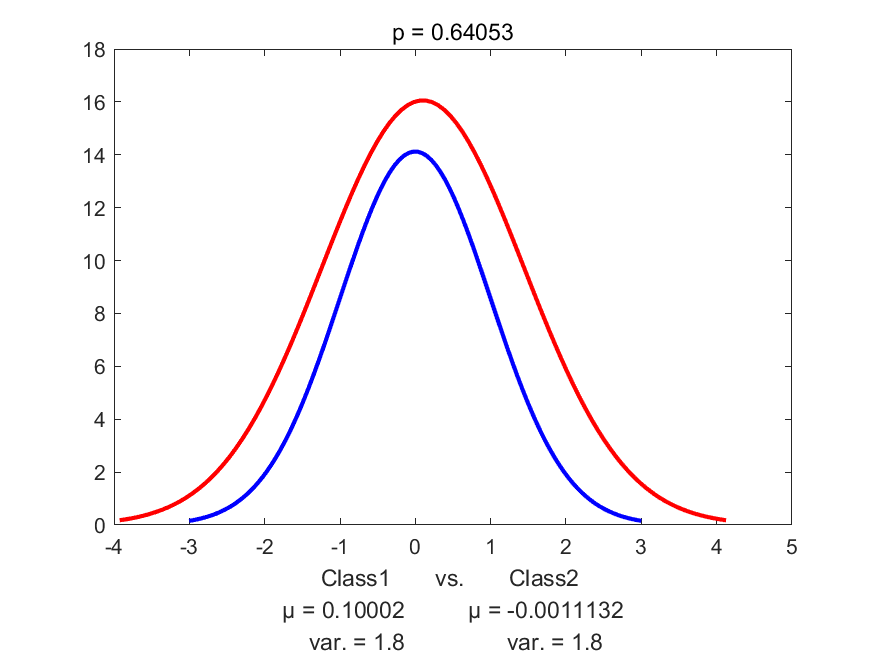 p = 0.64053
18
16
14
12
10
8
6
4
2
0
-4 -3 -2 -1 0 1 2 3 4 5
Class1 vs. Class2
μ = 0.10002 μ = -0.0011132
var. = 1.8 var. = 1.8